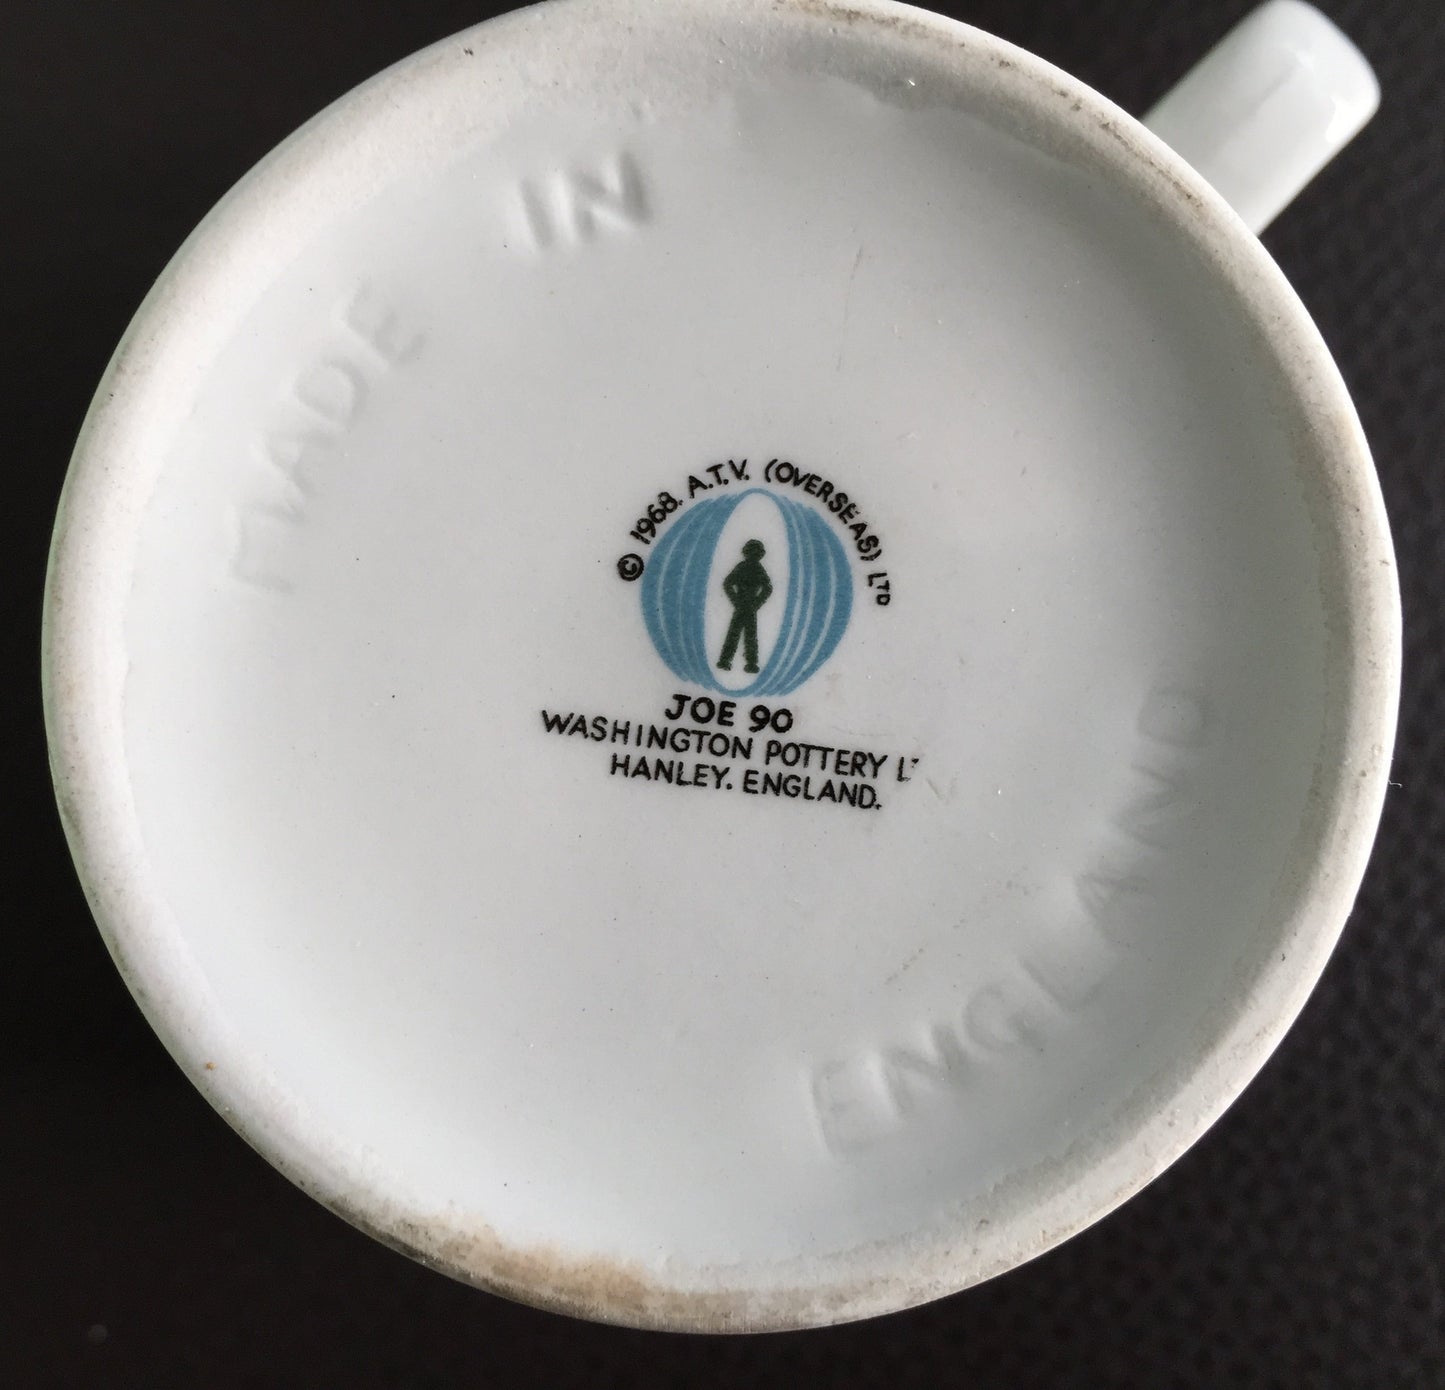 MADE IN
© 1968. A.T.V. (OVERSEAS) LTD
JOE 90
WASHINGTON POTTERY
HANLEY. ENGLAND.
ENGLAND